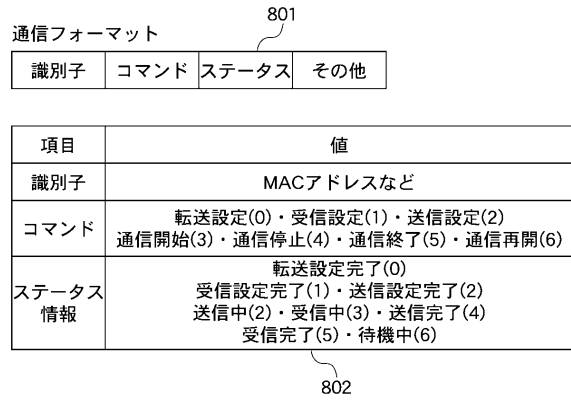 801
通信フォーマット
識別子 コマンド ステータス その他
項目 値
識別子 MACアドレスなど
コマンド 転送設定(0)・受信設定(1)・送信設定(2)
通信開始(3)・通信停止(4)・通信終了(5)・通信再開(6)
ステータス情報 転送設定完了(0)
受信設定完了(1)・送信設定完了(2)
送信中(2)・受信中(3)・送信完了(4)
受信完了(5)・待機中(6)
802